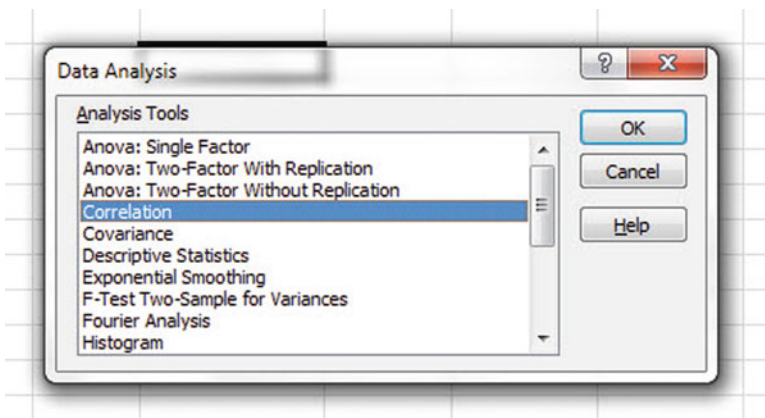 Data Analysis
?
X
Analysis Tools
OK
Anova: Single Factor
Anova: Two-Factor With Replication
Cancel
Anova: Two-Factor Without Replication
Correlation
Help
Covariance
Descriptive Statistics
Exponential Smoothing
F-Test Two-Sample for Variances
Fourier Analysis
Histogram